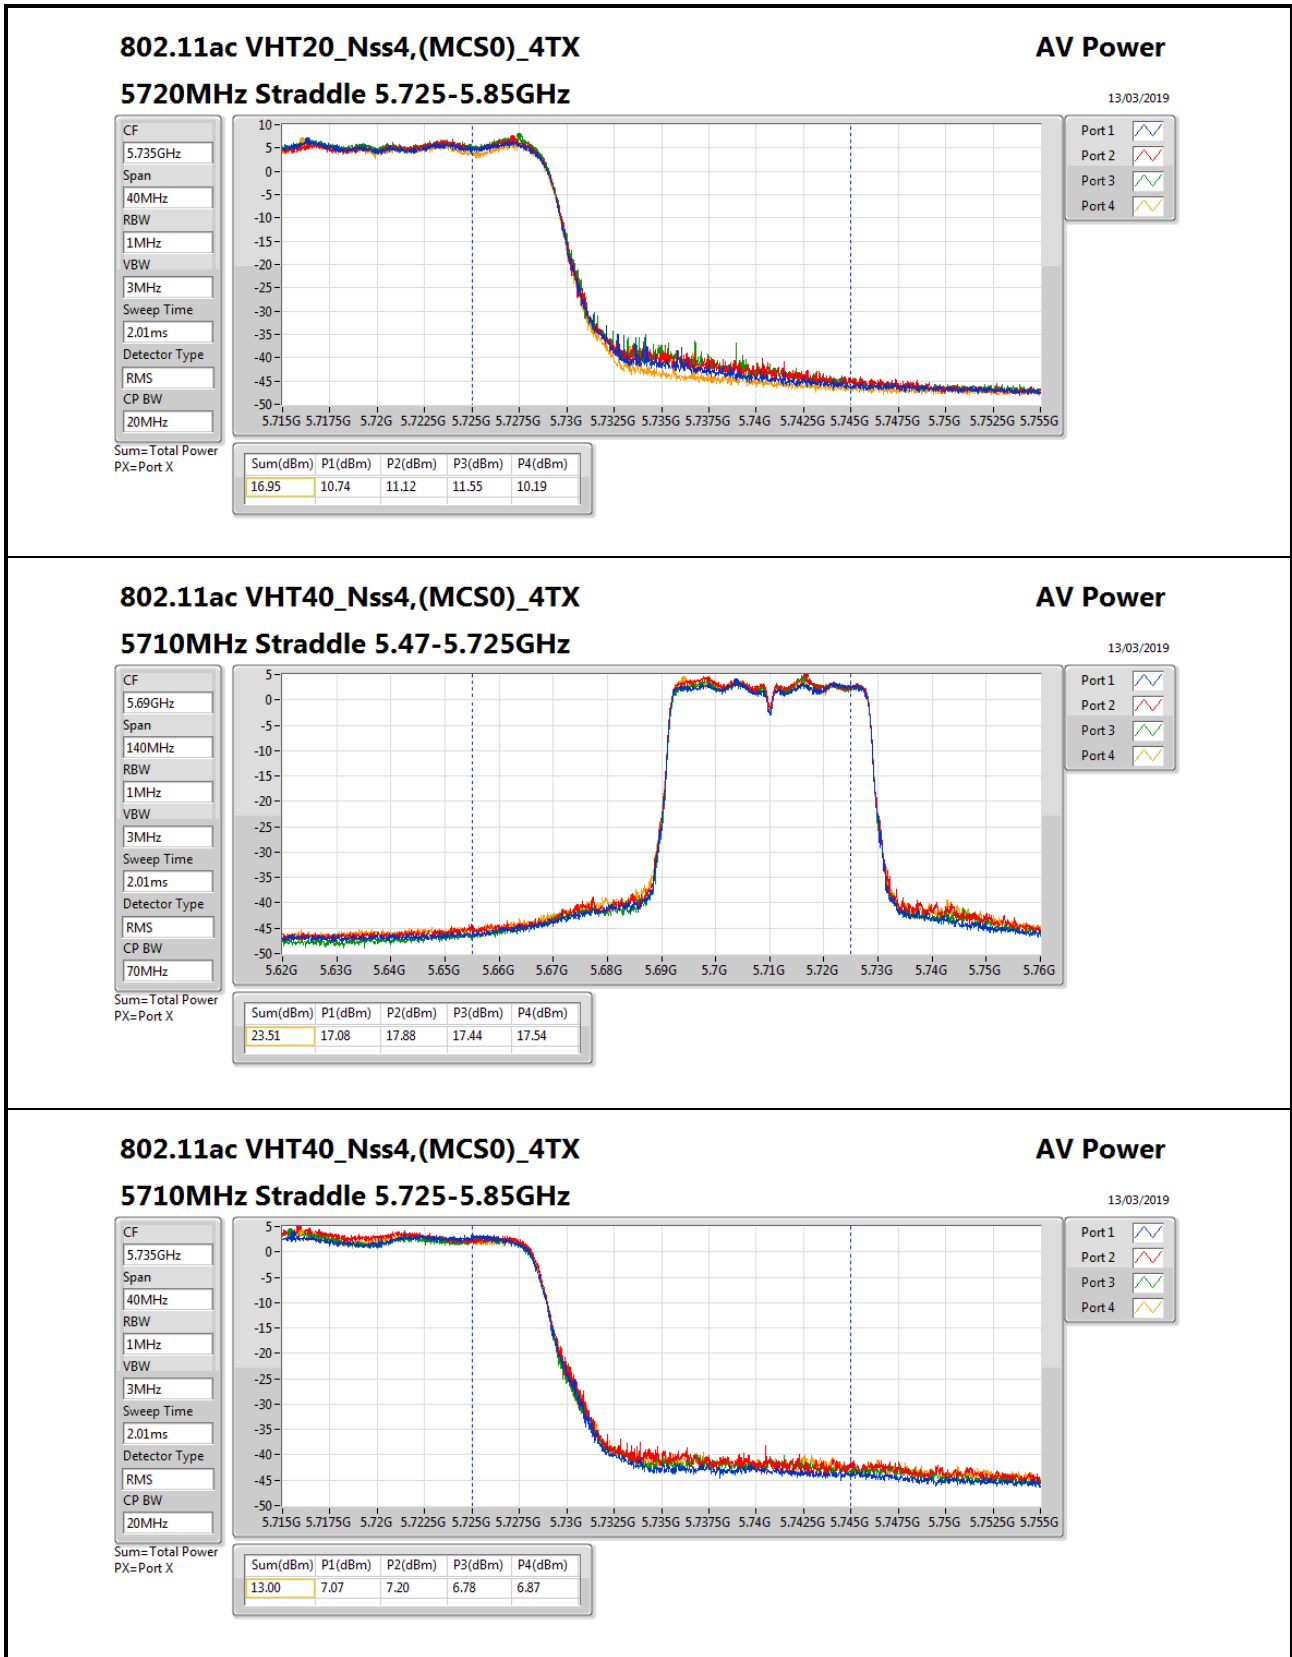 802.11ac VHT20_Nss4,(MCS0)_4TX AV Power
5720MHz Straddle 5.725-5.85GHz 13/03/2019
CF
5.735GHz
Span
40MHz
RBW
1MHz
VBW
3MHz
Sweep Time
2.01ms
Detector Type
RMS
CP BW
20MHz
Sum=Total Power
PX=Port X
10
5
0
-5
-10
-15
-20
-25
-30
-35
-40
-45
-50
5.715G 5.7175G 5.72G 5.7225G 5.725G 5.7275G 5.73G 5.7325G 5.735G 5.7375G 5.74G 5.7425G 5.745G 5.7475G 5.75G 5.7525G 5.755G
Port 1
Port 2
Port 3
Port 4
Sum(dBm) P1(dBm) P2(dBm) P3(dBm) P4(dBm)
16.95 10.74 11.12 11.55 10.19
802.11ac VHT40_Nss4,(MCS0)_4TX AV Power
5710MHz Straddle 5.47-5.725GHz 13/03/2019
CF
5.69GHz
Span
140MHz
RBW
1MHz
VBW
3MHz
Sweep Time
2.01ms
Detector Type
RMS
CP BW
70MHz
Sum=Total Power
PX=Port X
5
0
-5
-10
-15
-20
-25
-30
-35
-40
-45
-50
5.62G 5.63G 5.64G 5.65G 5.66G 5.67G 5.68G 5.69G 5.7G 5.71G 5.72G 5.73G 5.74G 5.75G 5.76G
Port 1
Port 2
Port 3
Port 4
Sum(dBm) P1(dBm) P2(dBm) P3(dBm) P4(dBm)
23.51 17.08 17.88 17.44 17.54
802.11ac VHT40_Nss4,(MCS0)_4TX AV Power
5710MHz Straddle 5.725-5.85GHz 13/03/2019
CF
5.735GHz
Span
40MHz
RBW
1MHz
VBW
3MHz
Sweep Time
2.01ms
Detector Type
RMS
CP BW
20MHz
Sum=Total Power
PX=Port X
5
0
-5
-10
-15
-20
-25
-30
-35
-40
-45
-50
5.715G 5.7175G 5.72G 5.7225G 5.725G 5.7275G 5.73G 5.7325G 5.735G 5.7375G 5.74G 5.7425G 5.745G 5.7475G 5.75G 5.7525G 5.755G
Port 1
Port 2
Port 3
Port 4
Sum(dBm) P1(dBm) P2(dBm) P3(dBm) P4(dBm)
13.00 7.07 7.20 6.78 6.87